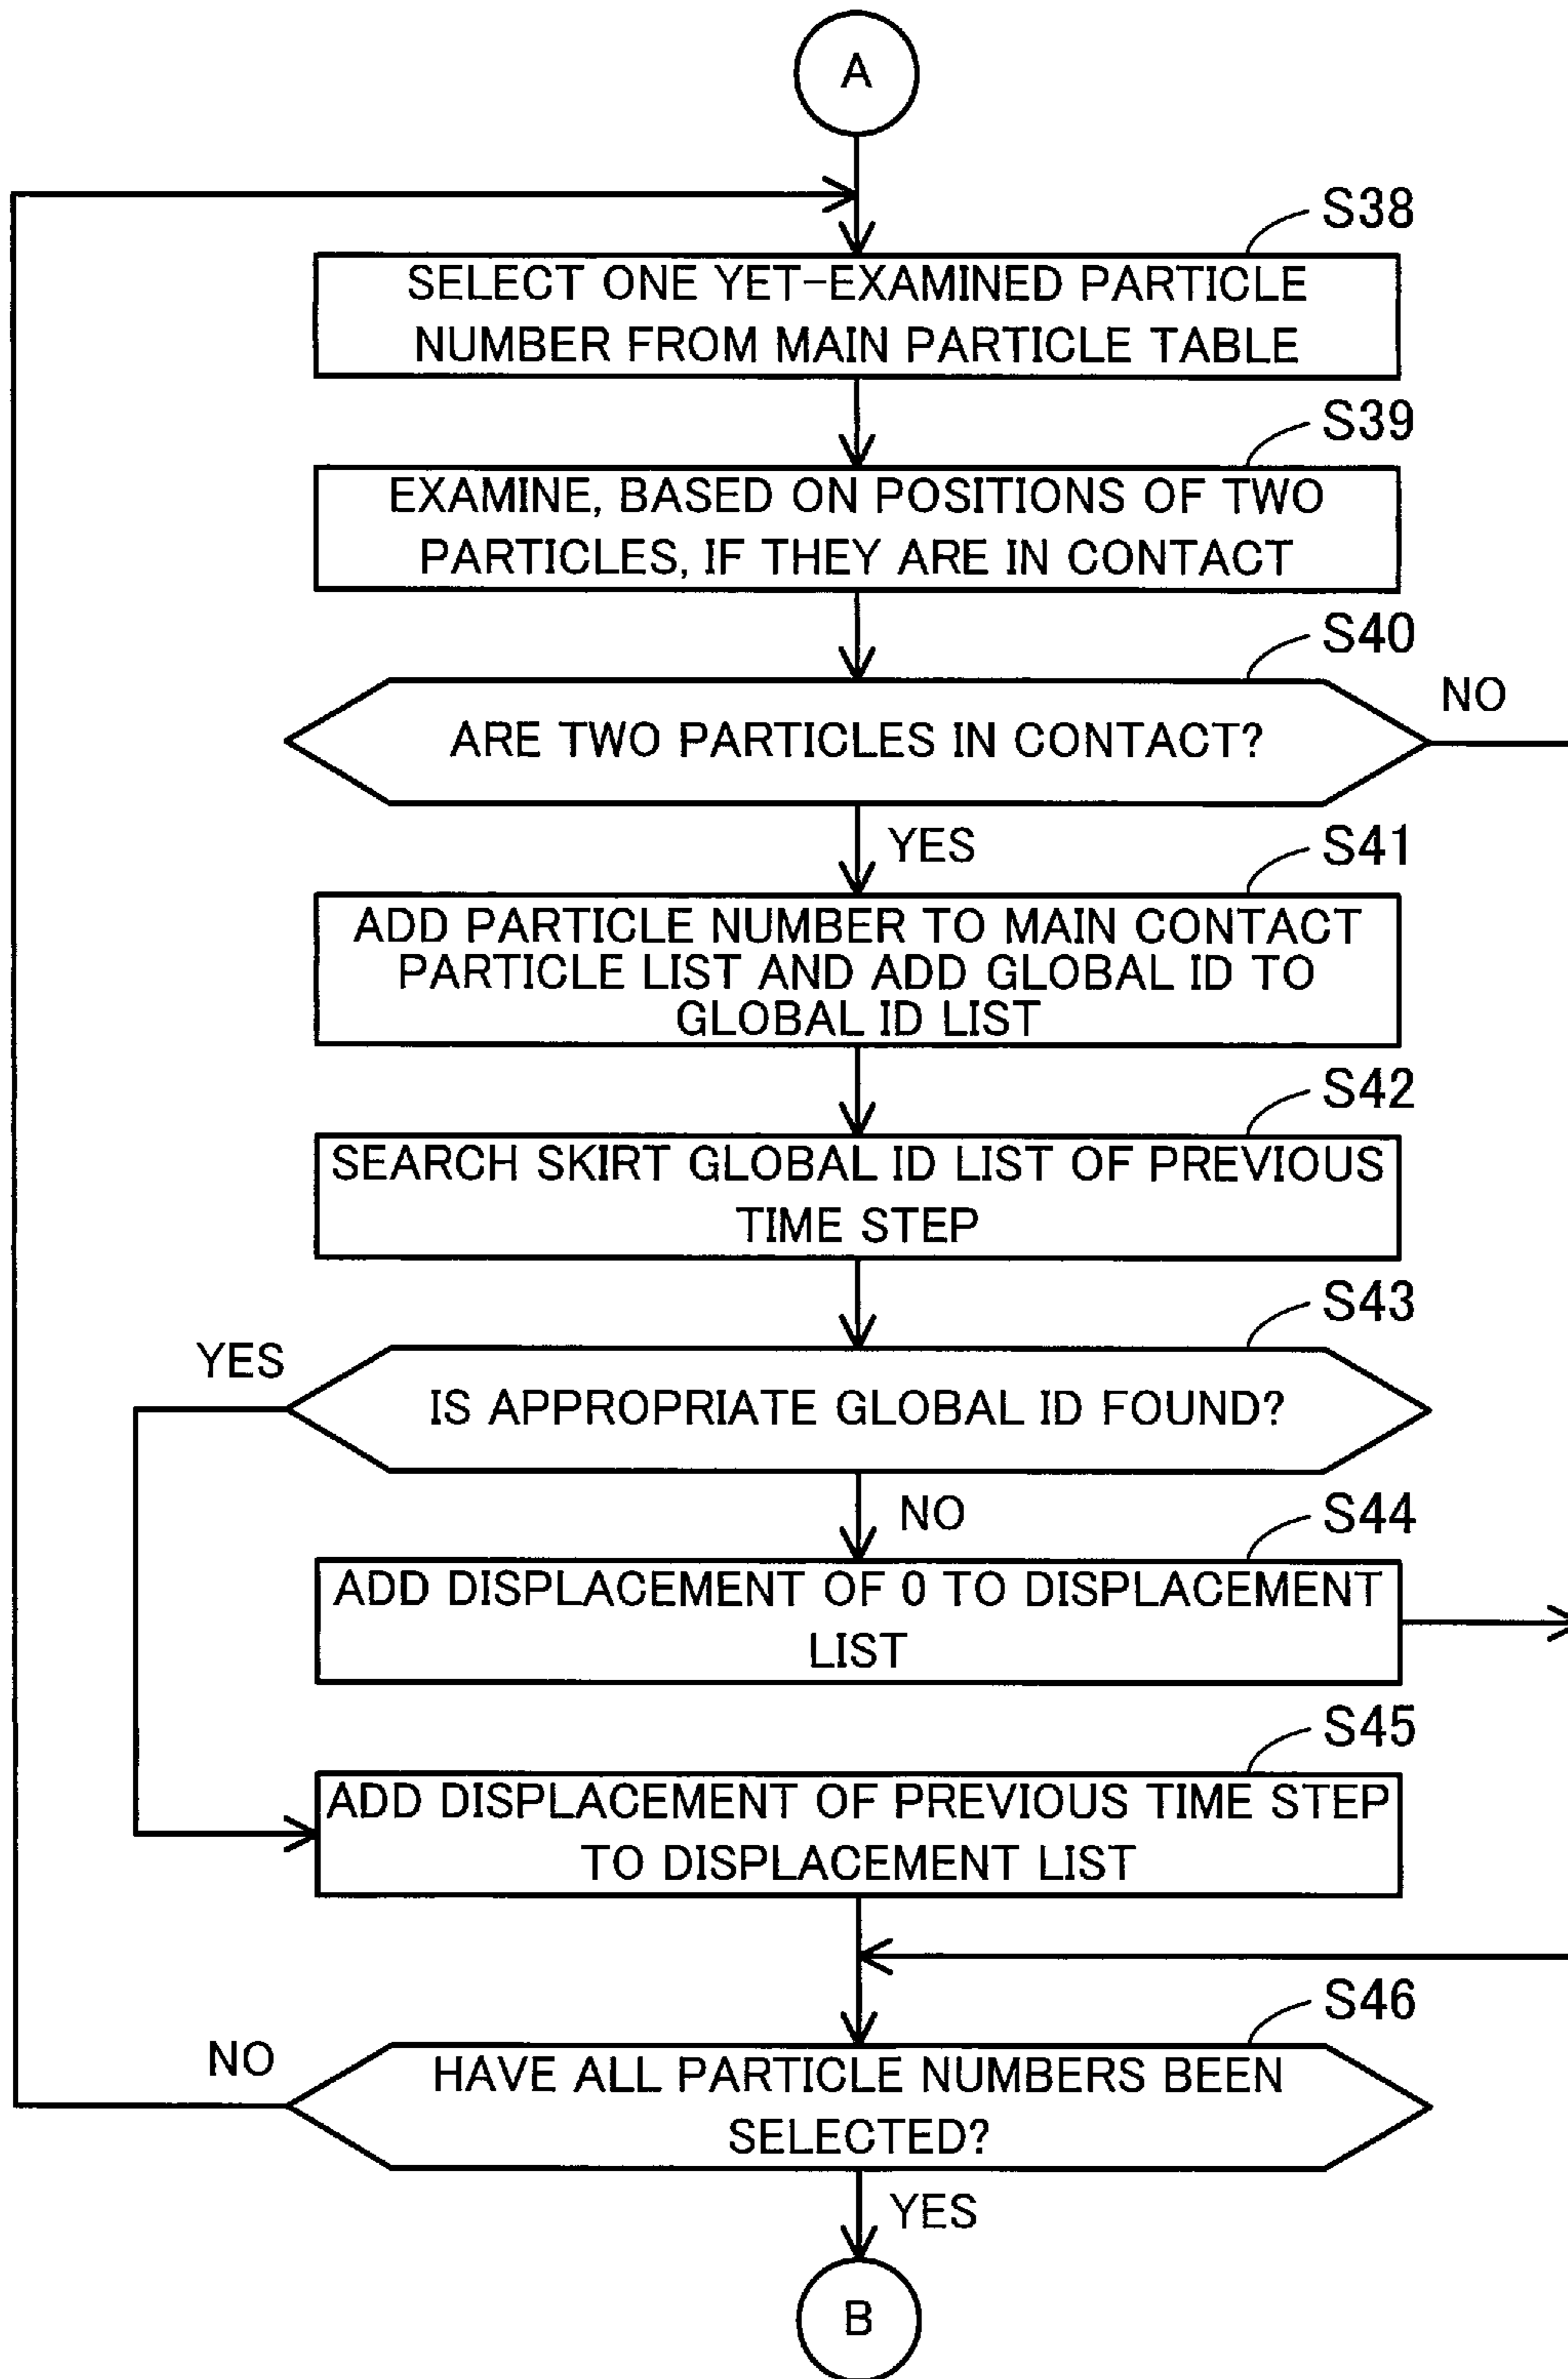 A
S38
SELECT ONE YET-EXAMINED PARTICLE
NUMBER FROM MAIN PARTICLE TABLE
S39
EXAMINE, BASED ON POSITIONS OF TWO
PARTICLES, IF THEY ARE IN CONTACT
S40
NO
ARE TWO PARTICLES IN CONTACT?
YES
S41
ADD PARTICLE NUMBER TO MAIN CONTACT
PARTICLE LIST AND ADD GLOBAL ID TO
GLOBAL ID LIST
S42
SEARCH SKIRT GLOBAL ID LIST OF PREVIOUS
TIME STEP
S43
YES
IS APPROPRIATE GLOBAL ID FOUND?
NO
S44
ADD DISPLACEMENT OF 0 TO DISPLACEMENT
LIST
S45
ADD DISPLACEMENT OF PREVIOUS TIME STEP
TO DISPLACEMENT LIST
S46
NO
HAVE ALL PARTICLE NUMBERS BEEN
SELECTED?
YES
B